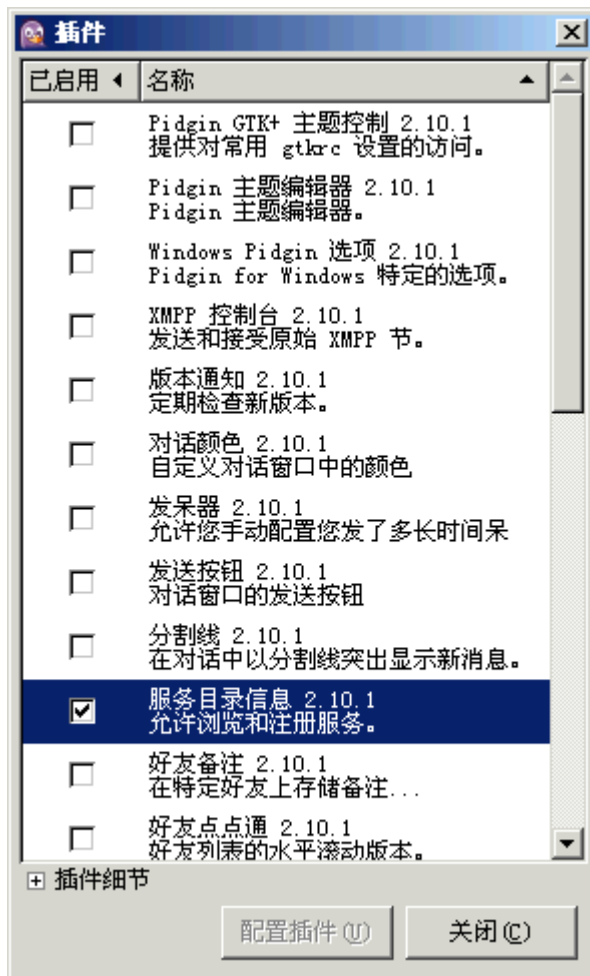 插件
已启用 名称
Pidgin GTK+ 主题控制 2.10.1
提供对常用 gtkrc 设置的访问。
Pidgin 主题编辑器 2.10.1
Pidgin 主题编辑器。
Windows Pidgin 选项 2.10.1
Pidgin for Windows 特定的选项。
XMPP 控制台 2.10.1
发送和接受原始 XMPP 节。
版本通知 2.10.1
定期检查新版本。
对话颜色 2.10.1
自定义对话窗口中的颜色
发呆器 2.10.1
允许您手动配置您发了多长时间呆
发送按钮 2.10.1
对话窗口的发送按钮
分割线 2.10.1
在对话中以分割线突出显示新消息。
服务目录信息 2.10.1
允许浏览和注册服务。
好友备注 2.10.1
在特定好友上存储备注...
好友点点通 2.10.1
好友列表的水平滚动版本。
插件细节
配置插件(U) 关闭(C)